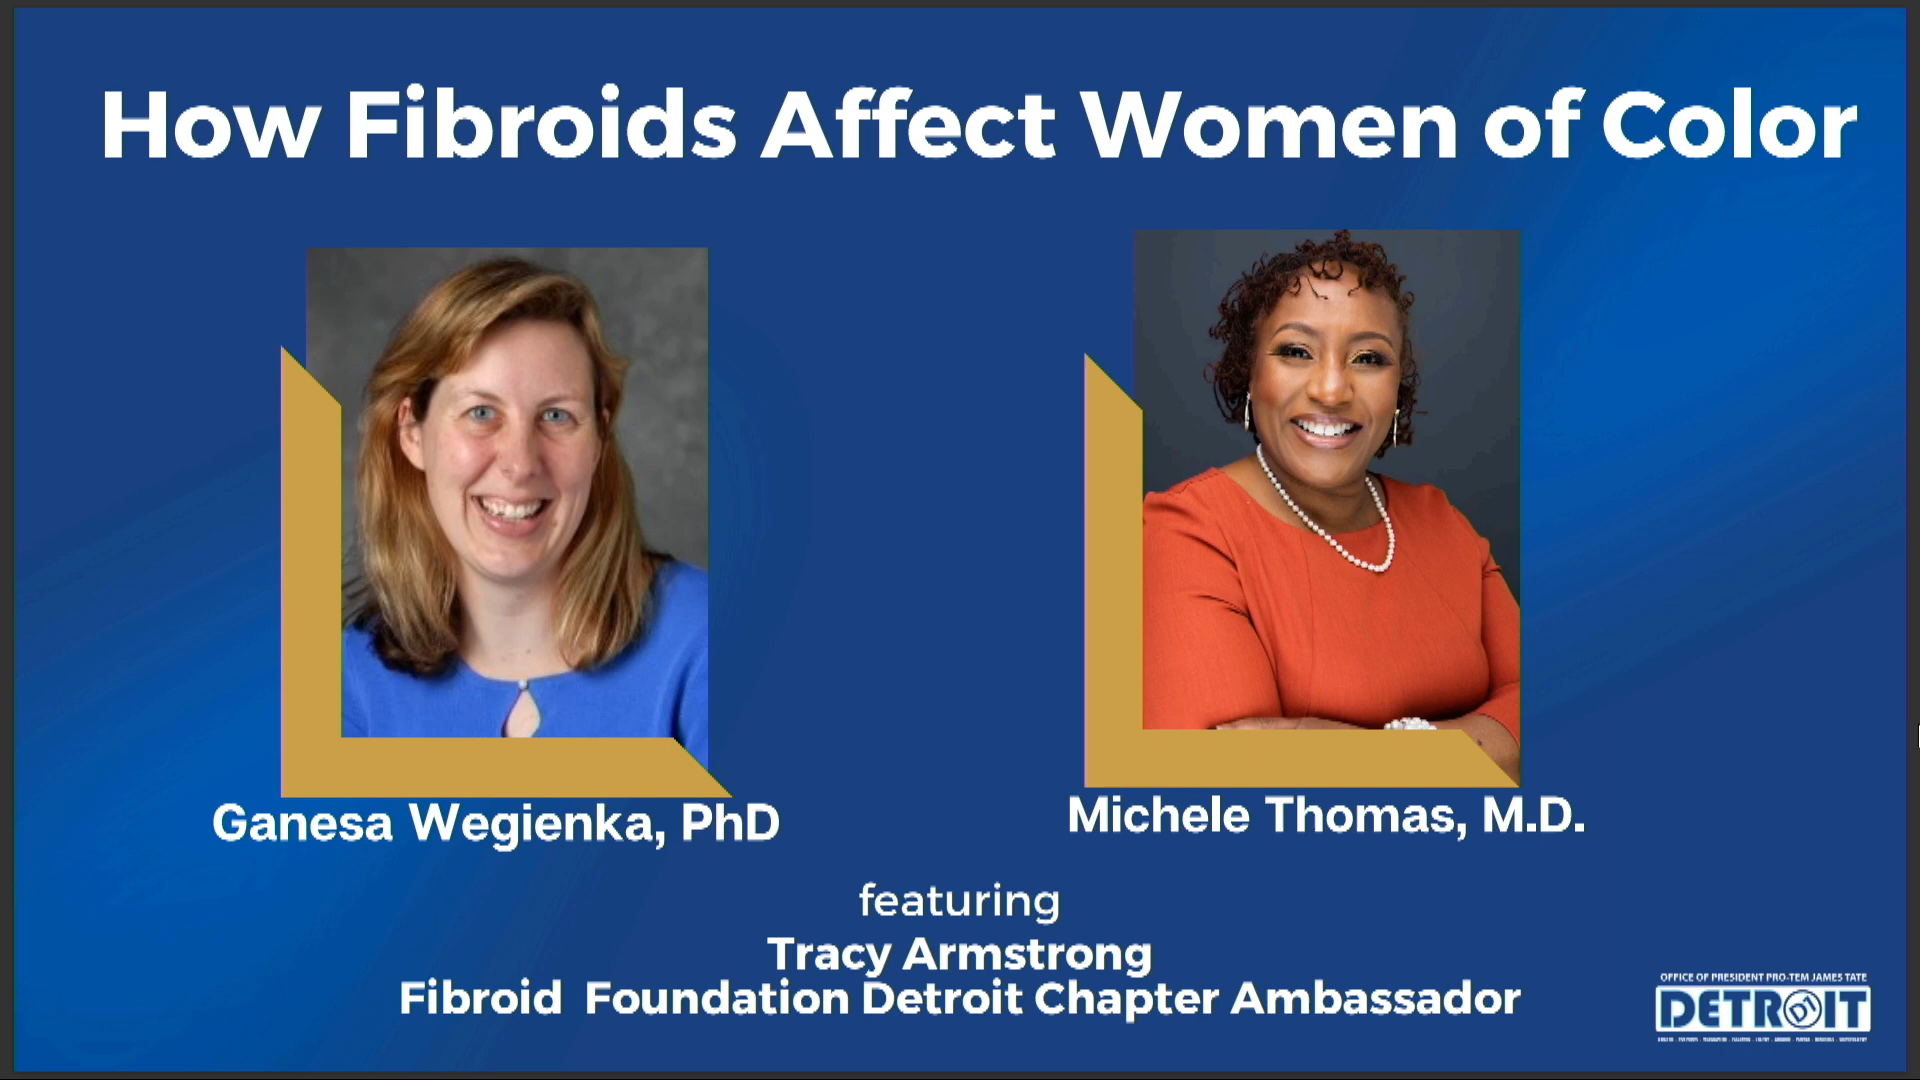 How Fibroids Affect Women of Color
Ganesa Wegienka, PhD
Michele Thomas, M.D.
featuring
Tracy Armstrong
Fibroid Foundation Detroit Chapter Ambassador
OFFICE OF PRESIDENT PRO-TEM JAMES TATE
DETROIT
D1